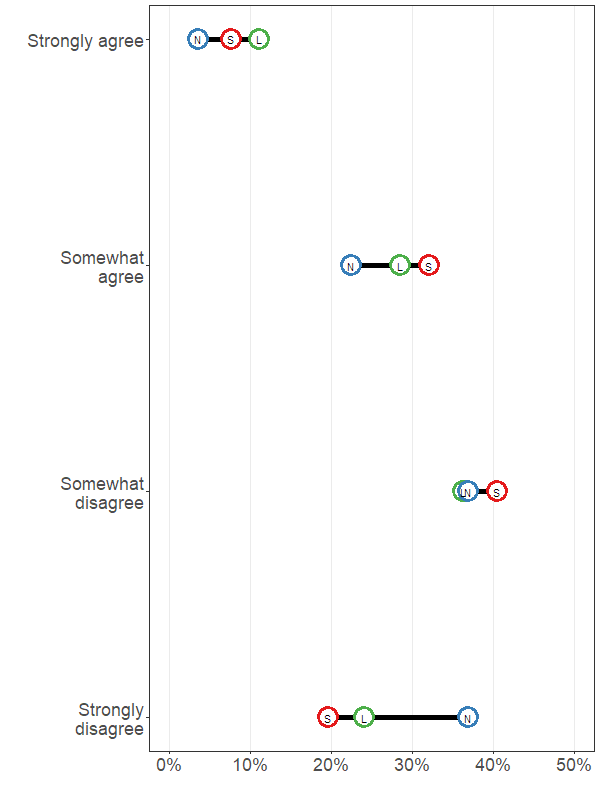 Strongly agree
N S L
Somewhat
agree
N L S
Somewhat
disagree
L N S
Strongly
disagree
S L N
0% 10% 20% 30% 40% 50%